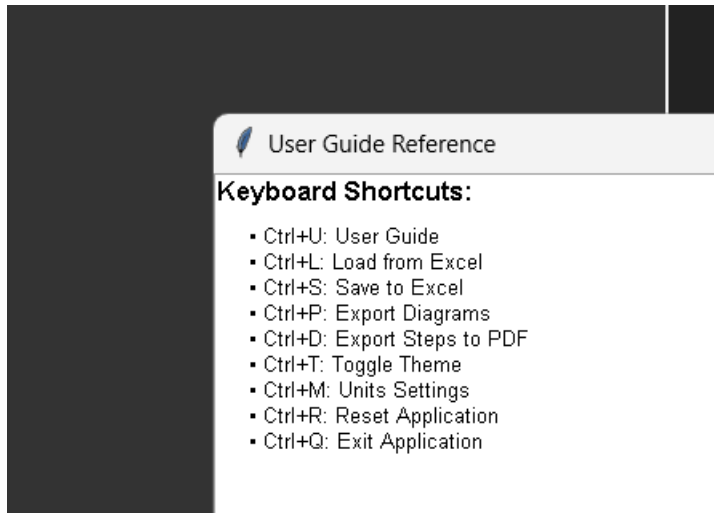 User Guide Reference
Keyboard Shortcuts:
▪ Ctrl+U: User Guide
▪ Ctrl+L: Load from Excel
▪ Ctrl+S: Save to Excel
▪ Ctrl+P: Export Diagrams
▪ Ctrl+D: Export Steps to PDF
▪ Ctrl+T: Toggle Theme
▪ Ctrl+M: Units Settings
▪ Ctrl+R: Reset Application
▪ Ctrl+Q: Exit Application